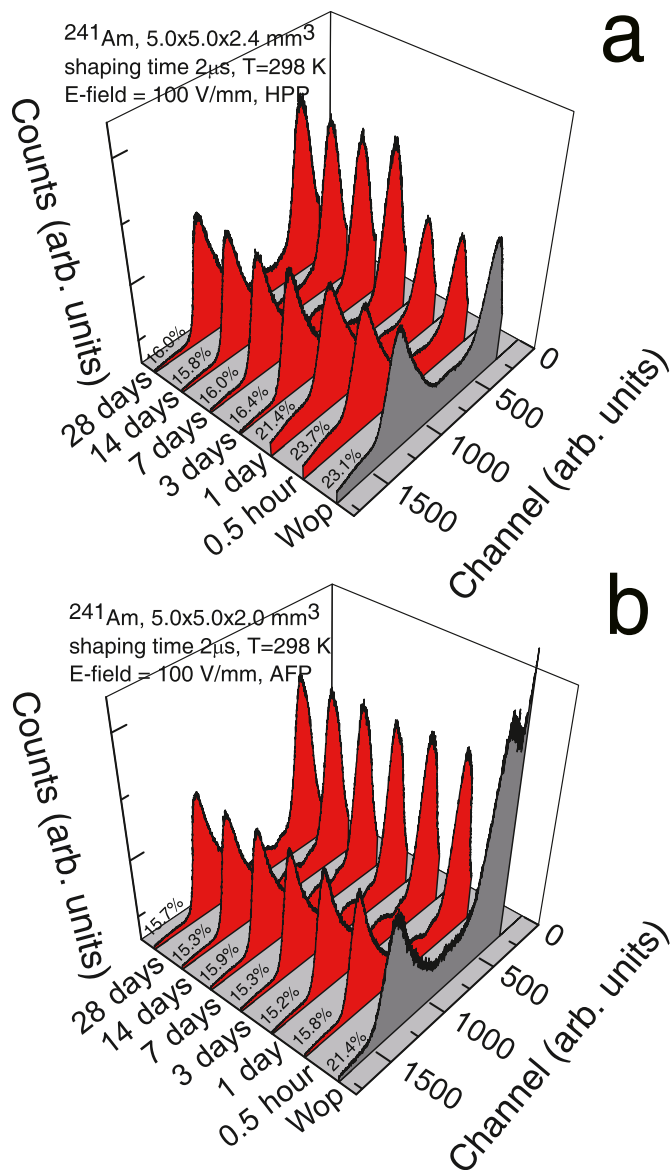 a
²⁴¹Am, 5.0x5.0x2.4 mm³
shaping time 2μs, T=298 K
E-field = 100 V/mm, HPP
Counts (arb. units)
16.0%
15.8%
16.0%
16.4%
21.4%
23.7%
23.1%
28 days
14 days
7 days
3 days
1 day
0.5 hour
Wop
0
500
1000
1500
Channel (arb. units)
b
²⁴¹Am, 5.0x5.0x2.0 mm³
shaping time 2μs, T=298 K
E-field = 100 V/mm, AFP
Counts (arb. units)
15.7%
15.3%
15.9%
15.3%
15.2%
15.8%
21.4%
28 days
14 days
7 days
3 days
1 day
0.5 hour
Wop
0
500
1000
1500
Channel (arb. units)